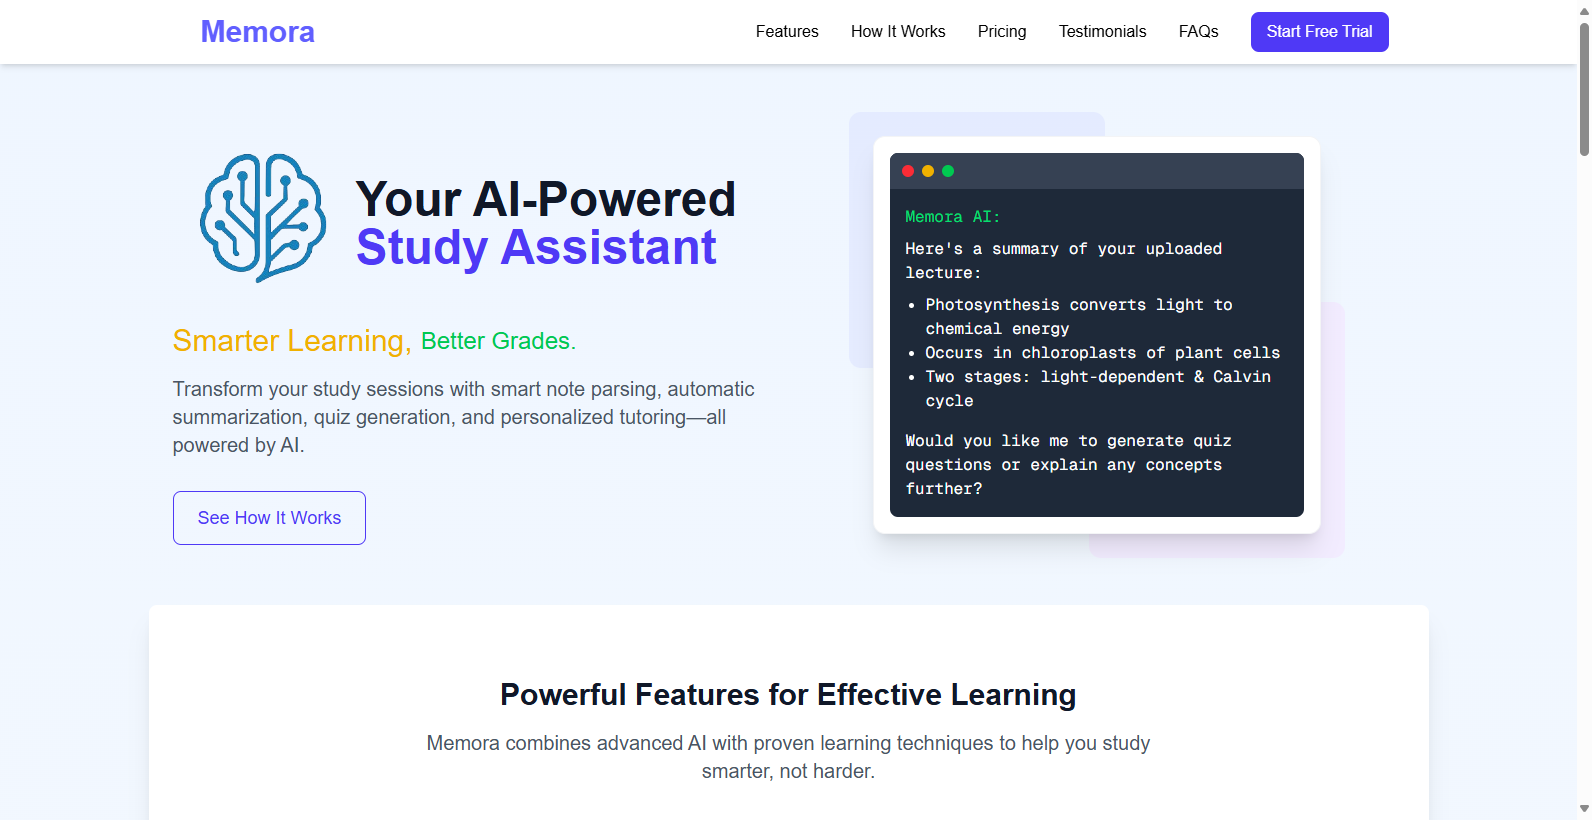 Memora
Features
How It Works
Pricing
Testimonials
FAQs
Start Free Trial
Your AI-Powered
Study Assistant
Smarter Learning, Better Grades.
Transform your study sessions with smart note parsing, automatic
summarization, quiz generation, and personalized tutoring—all
powered by AI.
See How It Works
Memora AI:
Here's a summary of your uploaded
lecture:
• Photosynthesis converts light to
chemical energy
• Occurs in chloroplasts of plant cells
• Two stages: light-dependent & Calvin
cycle
Would you like me to generate quiz
questions or explain any concepts
further?
Powerful Features for Effective Learning
Memora combines advanced AI with proven learning techniques to help you study
smarter, not harder.